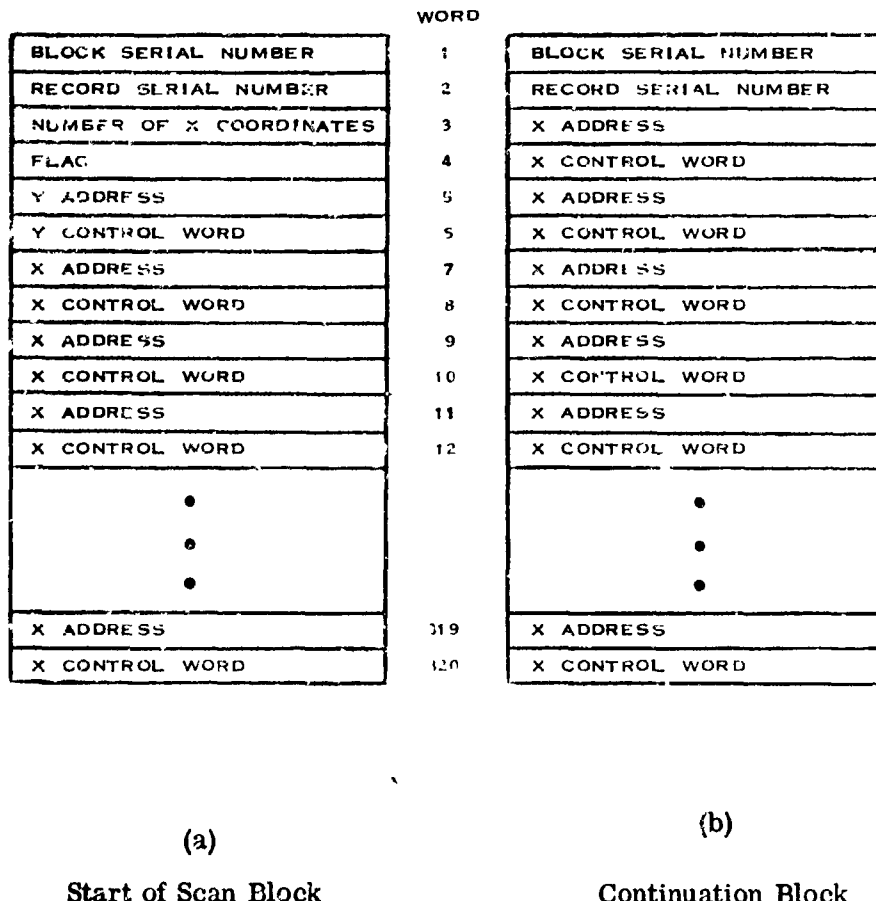 WORD
BLOCK SERIAL NUMBER 1 BLOCK SERIAL NUMBER
RECORD SERIAL NUMBER 2 RECORD SERIAL NUMBER
NUMBER OF X COORDINATES 3 X ADDRESS
FLAG 4 X CONTROL WORD
Y ADDRESS 5 X ADDRESS
Y CONTROL WORD X CONTROL WORD
X ADDRESS 7 X ADDRESS
X CONTROL WORD 8 X CONTROL WORD
X ADDRESS 9 X ADDRESS
X CONTROL WORD 10 X CONTROL WORD
X ADDRESS 11 X ADDRESS
X CONTROL WORD 12 X CONTROL WORD
X ADDRESS 319 X ADDRESS
X CONTROL WORD 320 X CONTROL WORD
(a) (b)
Start of Scan Block Continuation Block